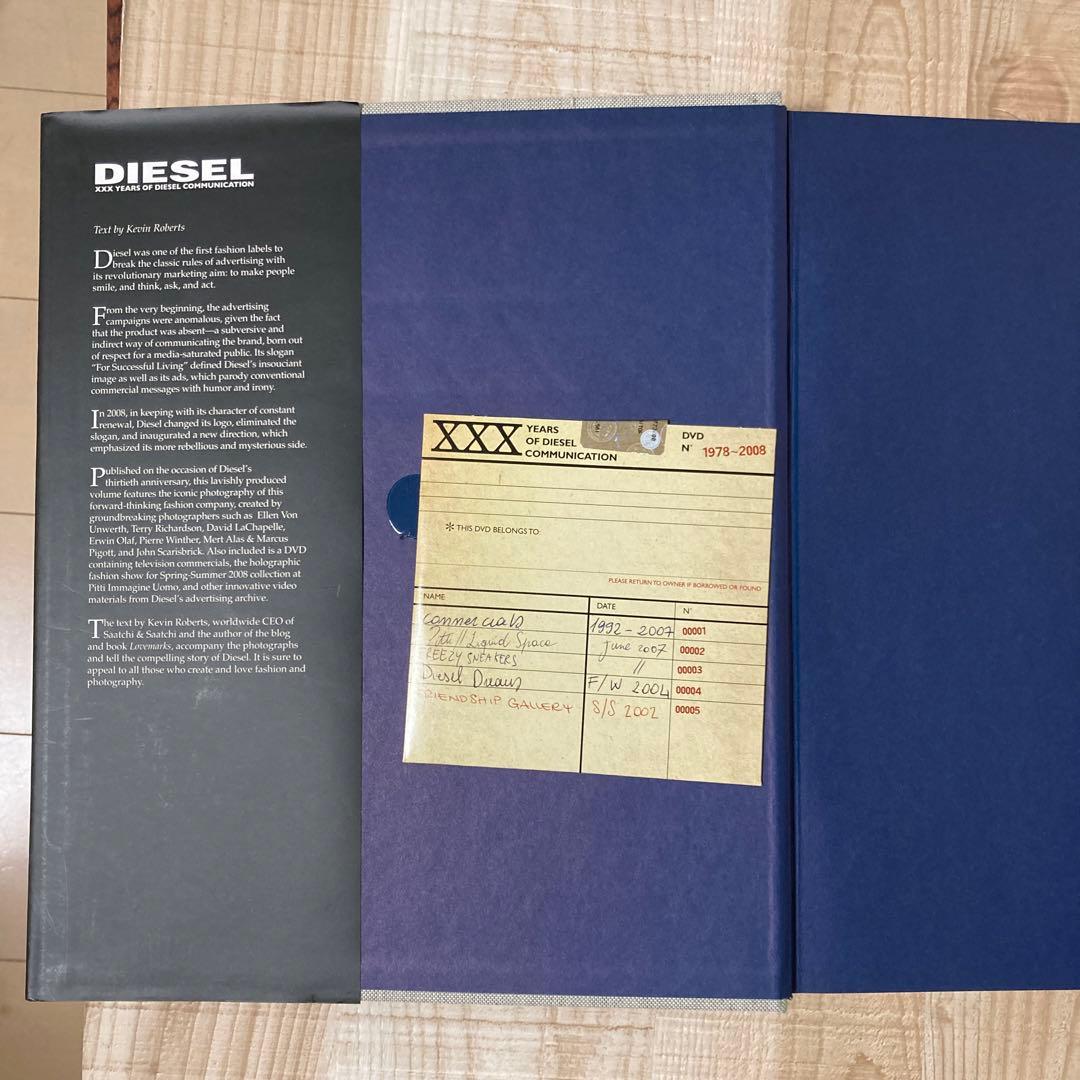 DIESEL
XXX YEARS OF DIESEL COMMUNICATION
Text by Kevin Roberts
Diesel was one of the first fashion labels to
break the classic rules of advertising with
its revolutionary marketing aim: to make people
smile, and think, ask, and act.
From the very beginning, the advertising
campaigns were anomalous, given the fact
that the product was absent—a subversive and
indirect way of communicating the brand, born out
of respect for a media-saturated public. Its slogan
“For Successful Living” defined Diesel’s insouciant
image as well as its ads, which parody conventional
commercial messages with humor and irony.
In 2008, in keeping with its character of constant
renewal, Diesel changed its logo, eliminated the
slogan, and inaugurated a new direction, which
emphasized its more rebellious and mysterious side.
Published on the occasion of Diesel’s
thirtieth anniversary, this lavishly produced
volume features the iconic photography of this
forward-thinking fashion company, created by
groundbreaking photographers such as Ellen Von
Unwerth, Terry Richardson, David LaChapelle,
Erwin Olaf, Pierre Winther, Mert Alas & Marcus
Pigott, and John Scarisbrick. Also included is a DVD
containing television commercials, the holographic
fashion show for Spring-Summer 2008 collection at
Pitti Immagine Uomo, and other innovative video
materials from Diesel’s advertising archive.
The text by Kevin Roberts, worldwide CEO of
Saatchi & Saatchi and the author of the blog
and book Lovemarks, accompany the photographs
and tell the compelling story of Diesel. It is sure to
appeal to all those who create and love fashion and
photography.
XXX YEARS
OF DIESEL
COMMUNICATION
DVD
N° 1978~2008
* THIS DVD BELONGS TO:
PLEASE RETURN TO OWNER IF BORROWED OR FOUND
NAME DATE N°
Commercials 1992-2007 00001
// Liquid Space June 2007 00002
REEZY SNEAKERS // 00003
Diesel Dreams F/W 2004 00004
FRIENDSHIP GALLERY S/S 2002 00005